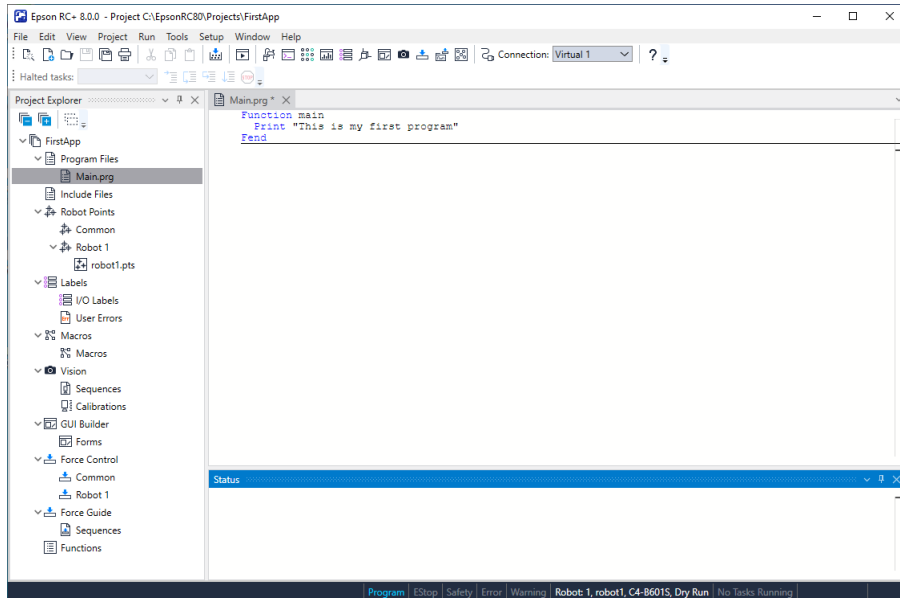 Epson RC+ 8.0.0 - Project C:\EpsonRC80\Projects\FirstApp
File Edit View Project Run Tools Setup Window Help
Connection: Virtual 1 ?
Halted tasks:
Project Explorer
Main.prg *
Function main
Print "This is my first program"
Fend
FirstApp
Program Files
Main.prg
Include Files
Robot Points
Common
Robot 1
robot1.pts
Labels
I/O Labels
User Errors
Macros
Macros
Vision
Sequences
Calibrations
GUI Builder
Forms
Force Control
Common
Robot 1
Force Guide
Sequences
Functions
Status
Program EStop Safety Error Warning Robot: 1, robot1, C4-B601S, Dry Run No Tasks Running